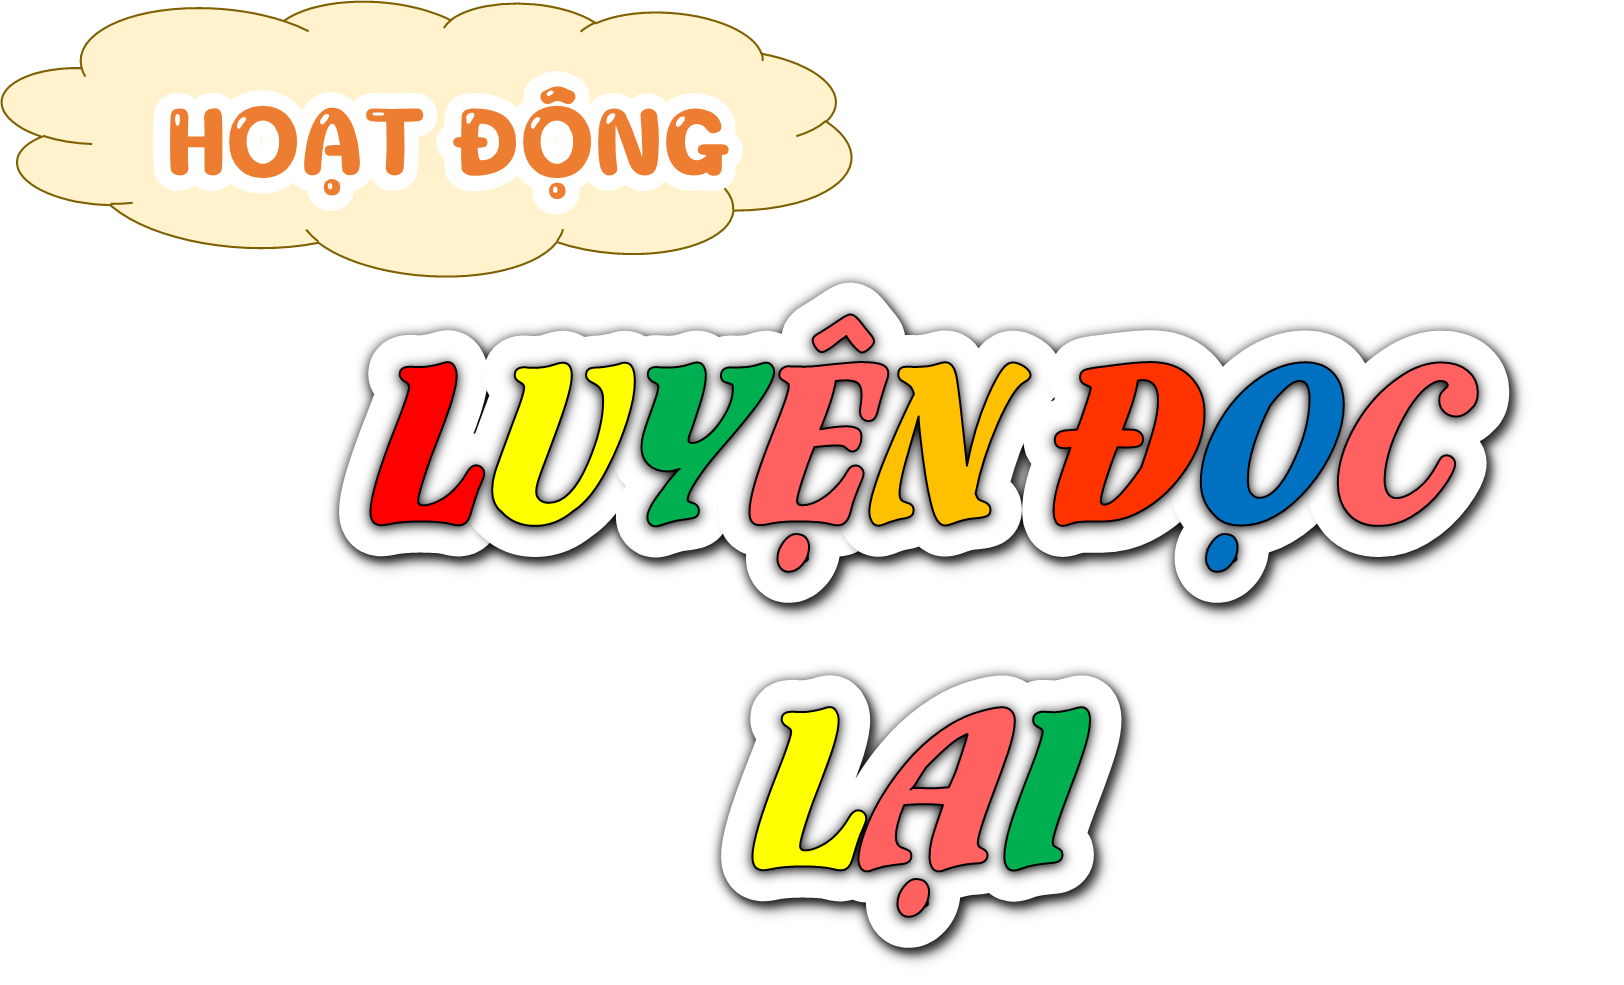 HOẠT ĐỘNG
LUYỆN ĐỌC
LẠI